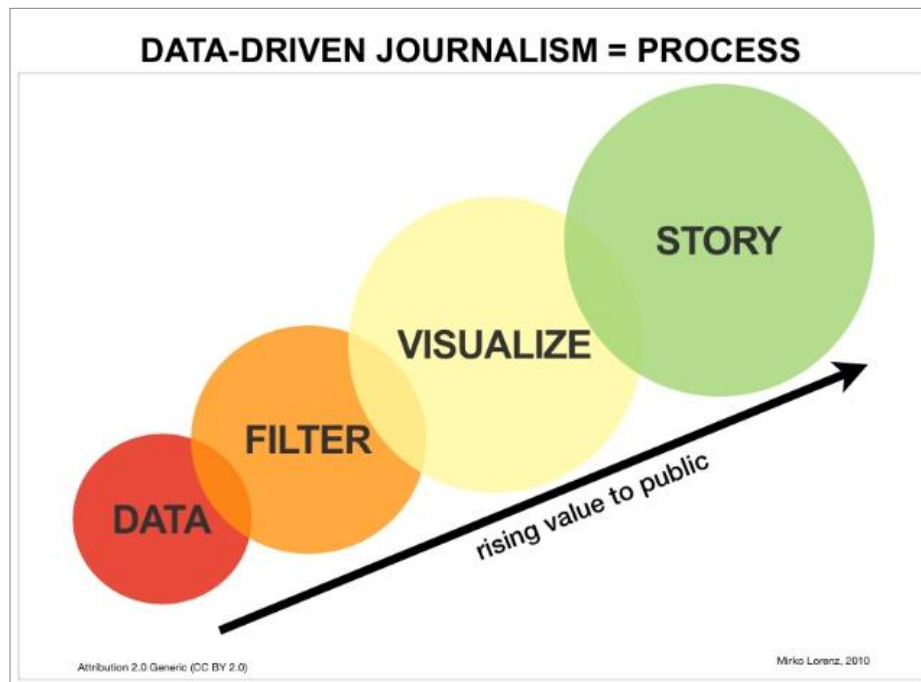 DATA-DRIVEN JOURNALISM = PROCESS
STORY
VISUALIZE
FILTER
DATA
rising value to public
Attribution 2.0 Generic (CC BY 2.0)
Mirko Lorenz, 2010